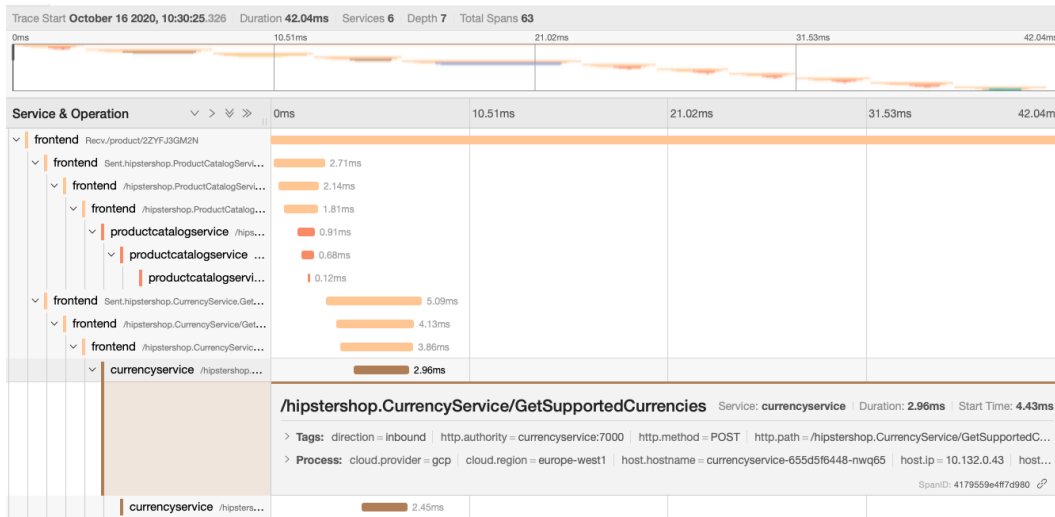 Trace Start October 16 2020, 10:30:25.326 Duration 42.04ms Services 6 Depth 7 Total Spans 63
0ms 10.51ms 21.02ms 31.53ms 42.04ms
Service & Operation 0ms 10.51ms 21.02ms 31.53ms 42.04m
frontend Recv./product/2ZYFJ3GM2N
frontend Sent.hipstershop.ProductCatalogServi... 2.71ms
frontend /hipstershop.ProductCatalogServi... 2.14ms
frontend /hipstershop.ProductCatalog... 1.81ms
productcatalogservice /hips... 0.91ms
productcatalogservice ... 0.68ms
productcatalogservi... 0.12ms
frontend Sent.hipstershop.CurrencyService.Get... 5.09ms
frontend /hipstershop.CurrencyService/Get... 4.13ms
frontend /hipstershop.CurrencyServic... 3.86ms
currencyservice /hipstershop.... 2.96ms
/hipstershop.CurrencyService/GetSupportedCurrencies Service: currencyservice Duration: 2.96ms Start Time: 4.43ms
Tags: direction = inbound http.authority = currencyservice:7000 http.method = POST http.path = /hipstershop.CurrencyService/GetSupportedC...
Process: cloud.provider = gcp cloud.region = europe-west1 host.hostname = currencyservice-655d5f6448-nwq65 host.ip = 10.132.0.43 host...
SpanID: 4179559e4ff7d980
currencyservice /hipsters... 2.45ms